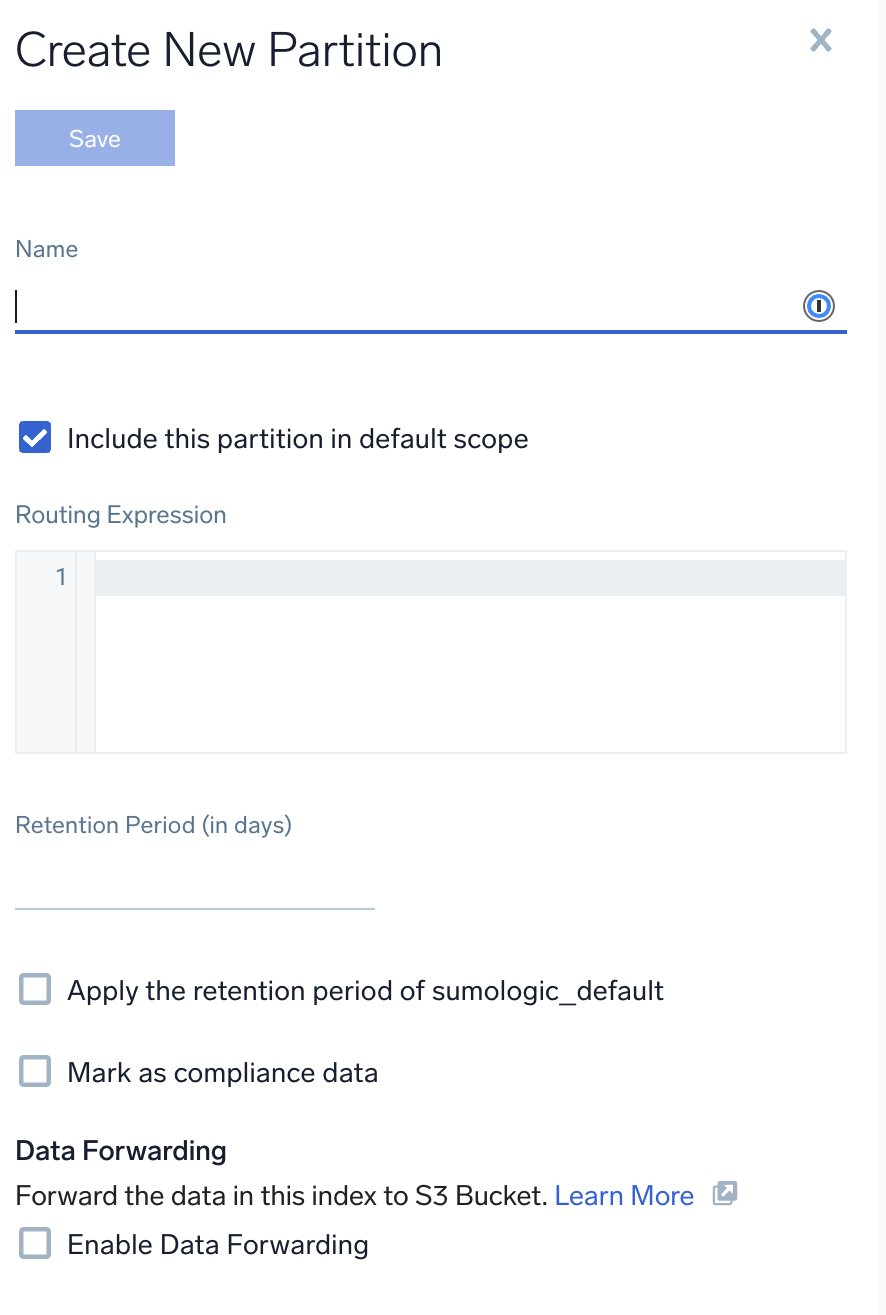 Create New Partition
Save
Name
Include this partition in default scope
Routing Expression
1
Retention Period (in days)
Apply the retention period of sumologic_default
Mark as compliance data
Data Forwarding
Forward the data in this index to S3 Bucket. Learn More
Enable Data Forwarding